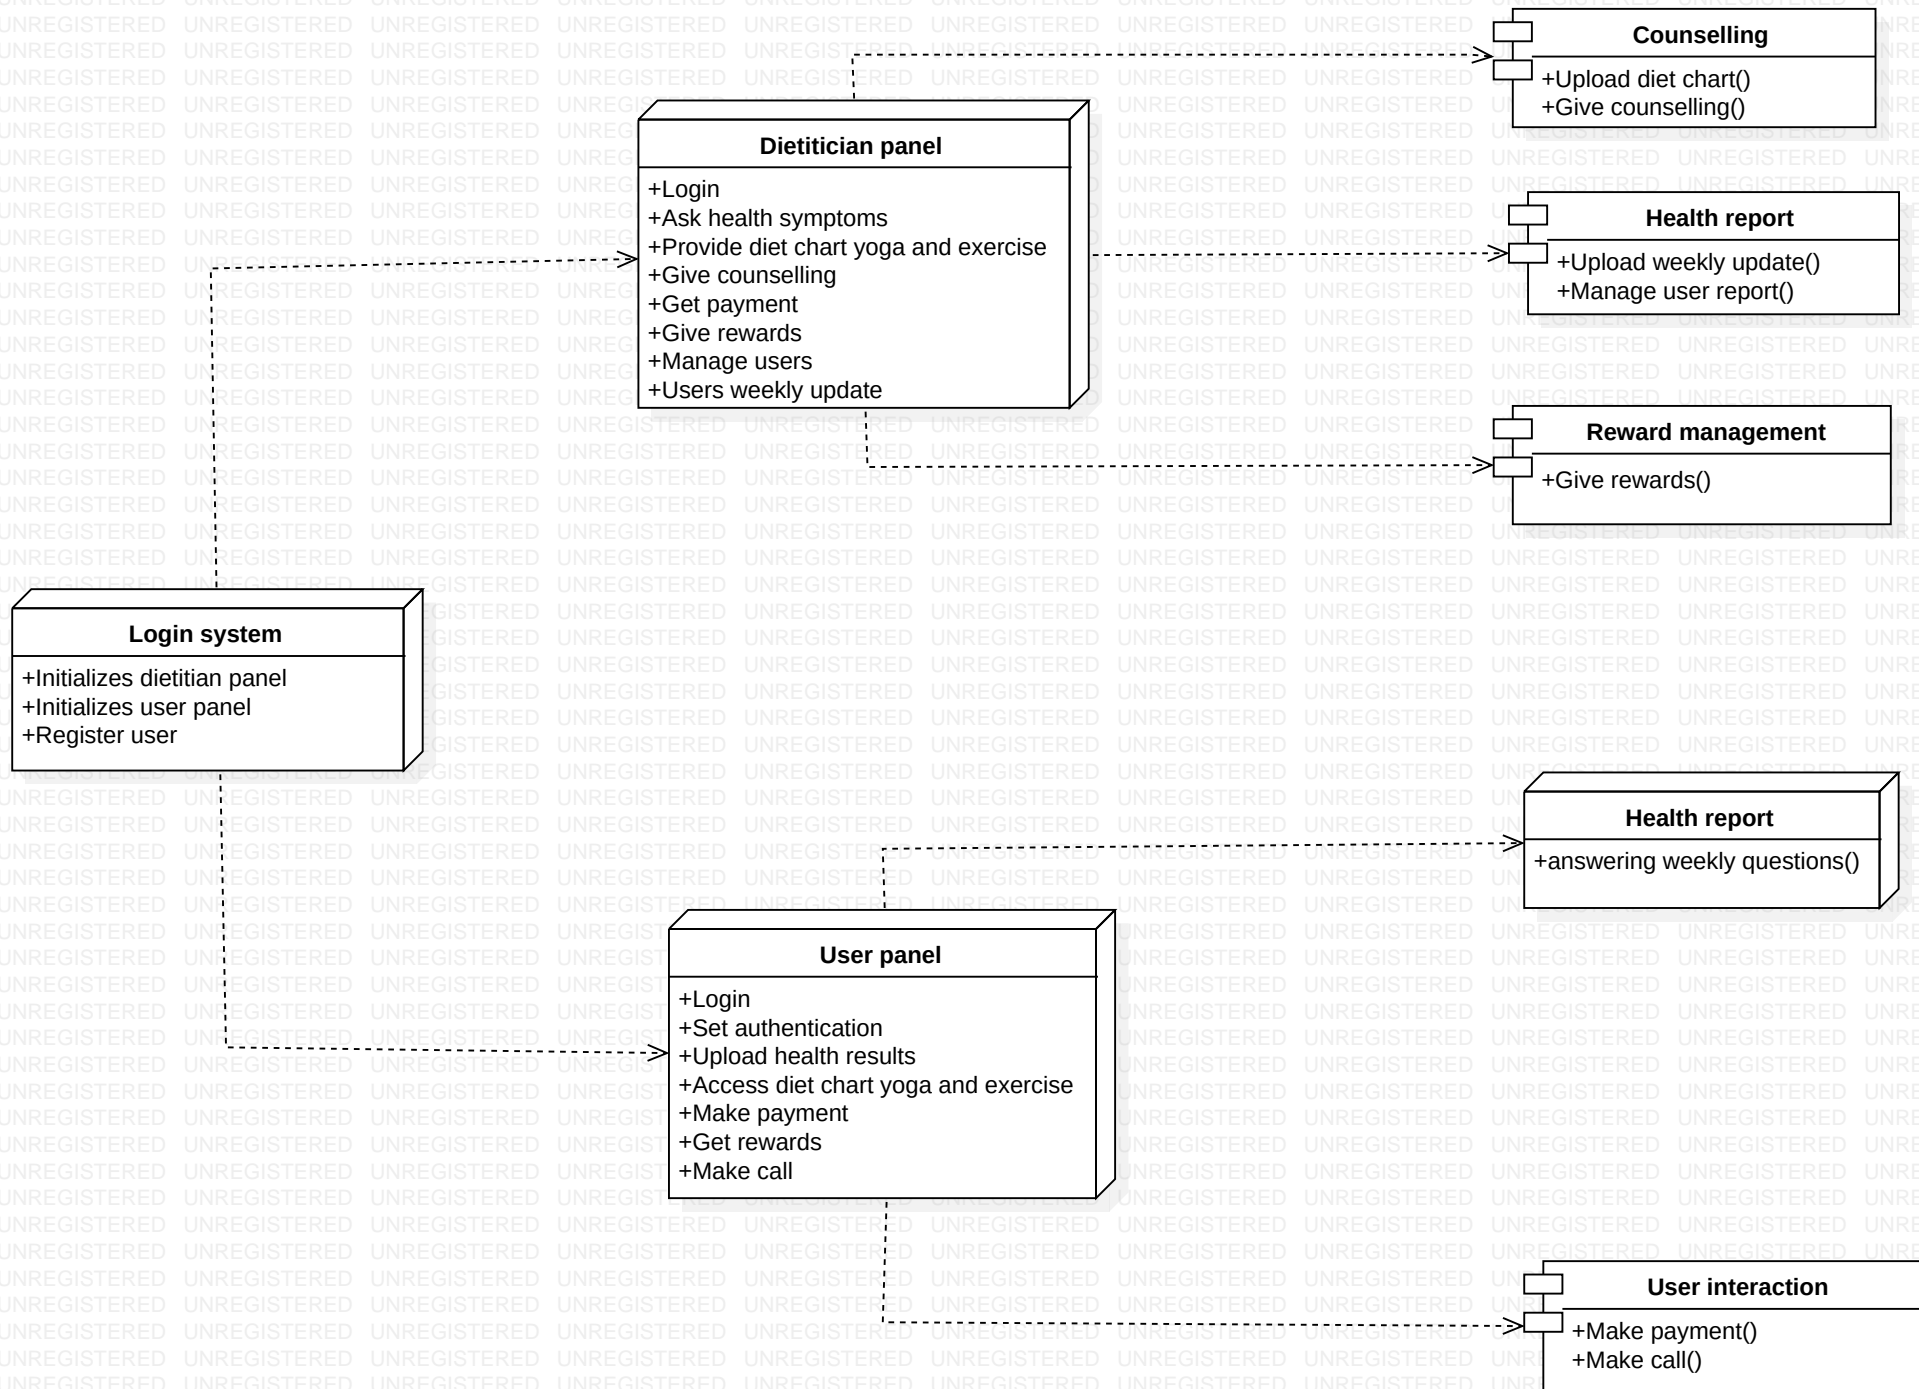 Counselling
+Upload diet chart()
+Give counselling()
Dietitician panel
+Login
+Ask health symptoms
+Provide diet chart yoga and exercise
+Give counselling
+Get payment
+Give rewards
+Manage users
+Users weekly update
Health report
+Upload weekly update()
+Manage user report()
Reward management
+Give rewards()
Login system
+Initializes dietitian panel
+Initializes user panel
+Register user
Health report
+answering weekly questions()
User panel
+Login
+Set authentication
+Upload health results
+Access diet chart yoga and exercise
+Make payment
+Get rewards
+Make call
User interaction
+Make payment()
+Make call()
UNREGISTERED